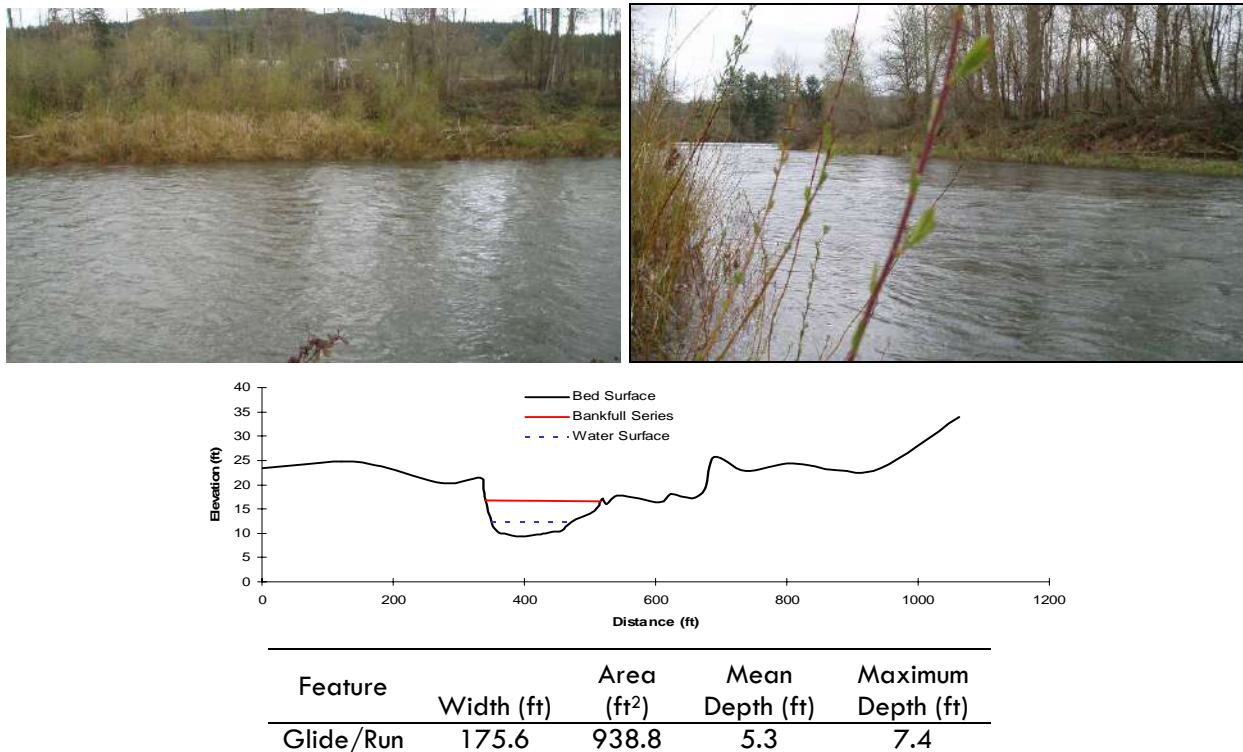 40
35
30
25
20
15
10
5
0
Elevation (ft)
Bed Surface
Bankfull Series
Water Surface
0 200 400 600 800 1000 1200
Distance (ft)
Feature Width (ft) Area (ft²) Mean Depth (ft) Maximum Depth (ft)
Glide/Run 175.6 938.8 5.3 7.4